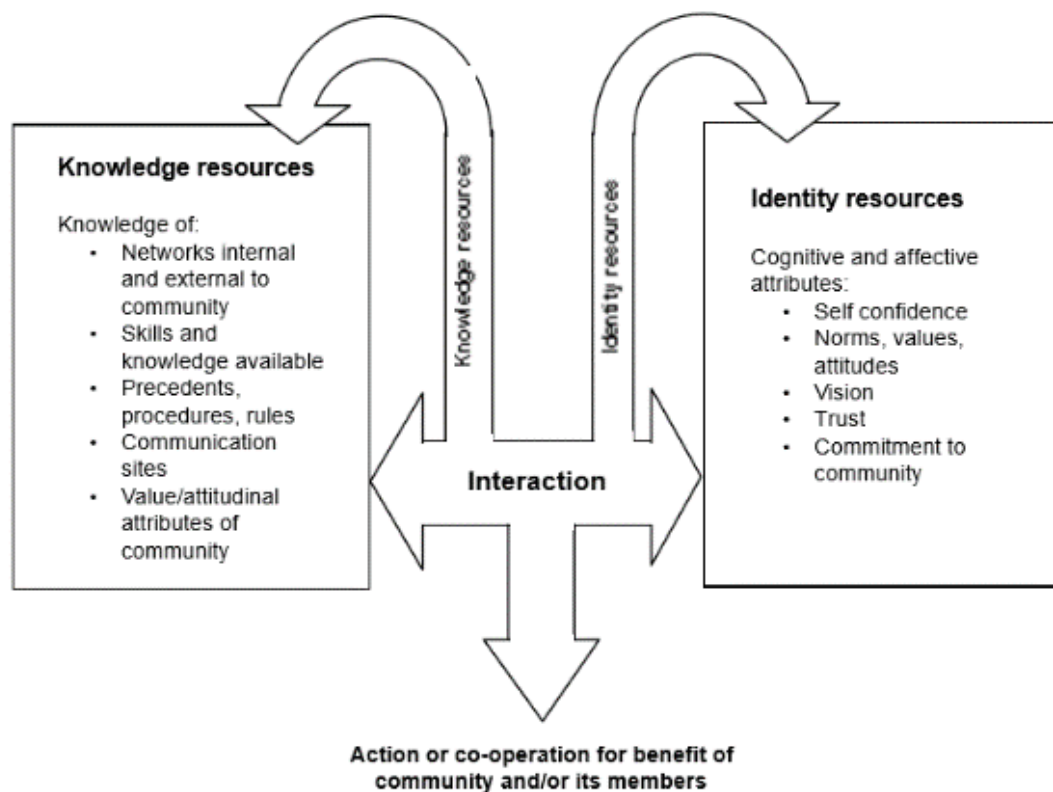 Knowledge resources
Knowledge of:
• Networks internal
and external to
community
• Skills and
knowledge available
• Precedents,
procedures, rules
• Communication
sites
• Value/attitudinal
attributes of
community
Knowledge resources
Identity resources
Interaction
Identity resources
Cognitive and affective
attributes:
• Self confidence
• Norms, values,
attitudes
• Vision
• Trust
• Commitment to
community
Action or co-operation for benefit of
community and/or its members